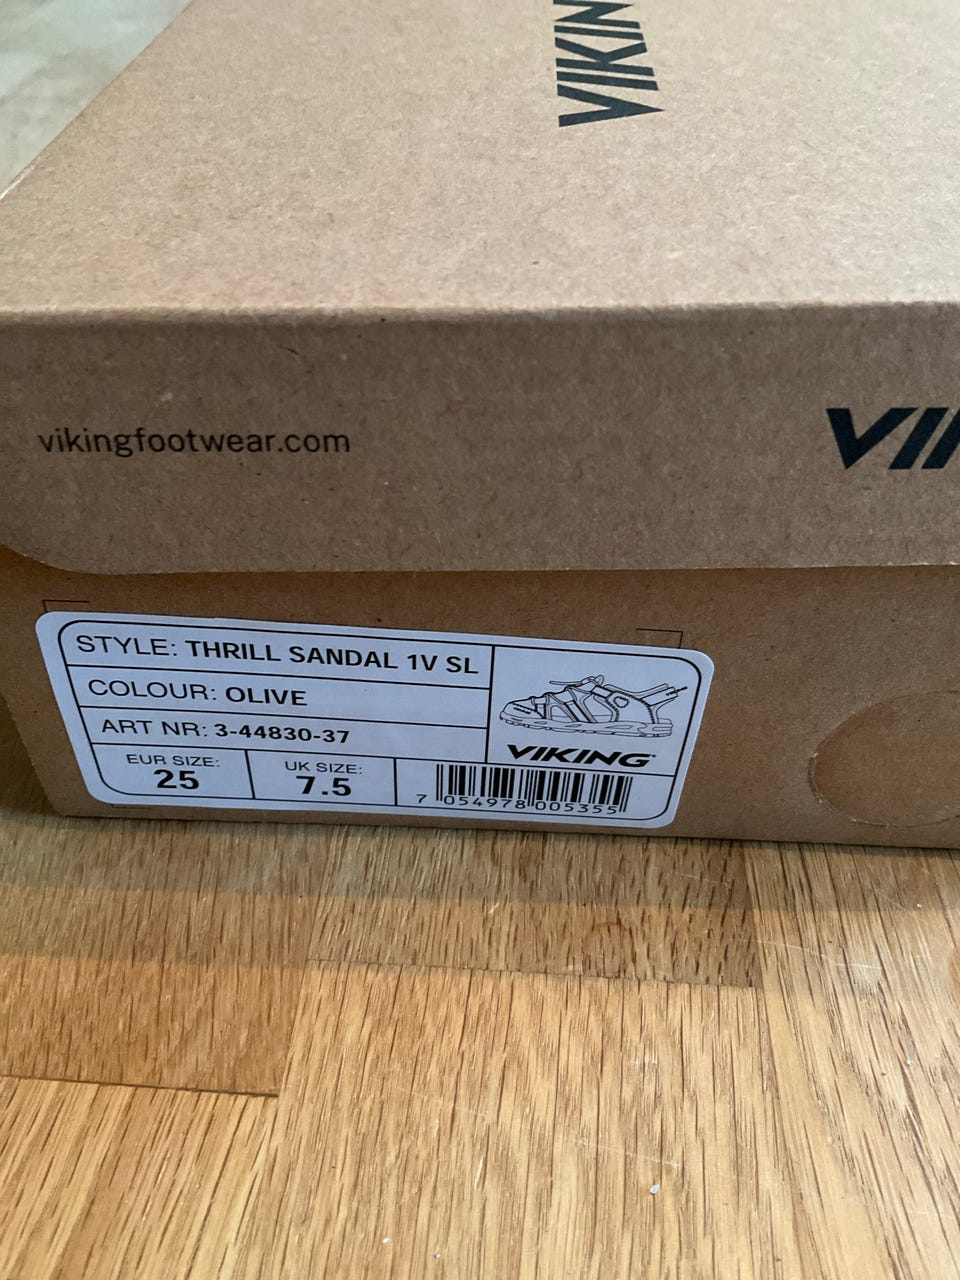 VIKIN
vikingfootwear.com
VIK
STYLE: THRILL SANDAL 1V SL
COLOUR: OLIVE
ART NR: 3-44830-37
EUR SIZE:
25
UK SIZE:
7.5
VIKING
7 054978 005355